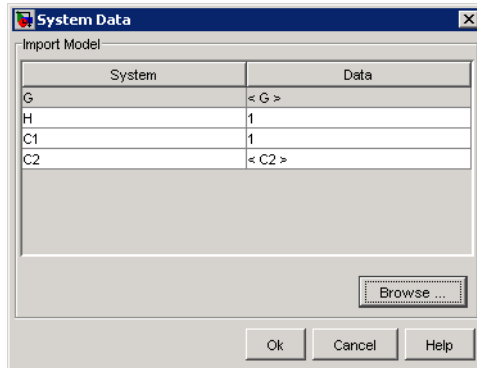 System Data
Import Model
System Data
G < G >
H 1
C1 1
C2 < C2 >
Browse ...
Ok Cancel Help